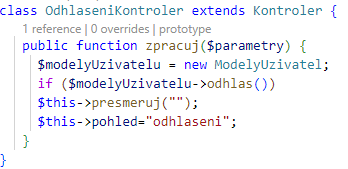 class OdhlaseniKontroler extends Kontroler {
1 reference | 0 overrides | prototype
public function zpracuj($parametry) {
$modelyUzivatelu = new ModelyUzivatel;
if ($modelyUzivatelu->odhlas())
$this->presmeruj("");
$this->pohled="odhlaseni";
}
}